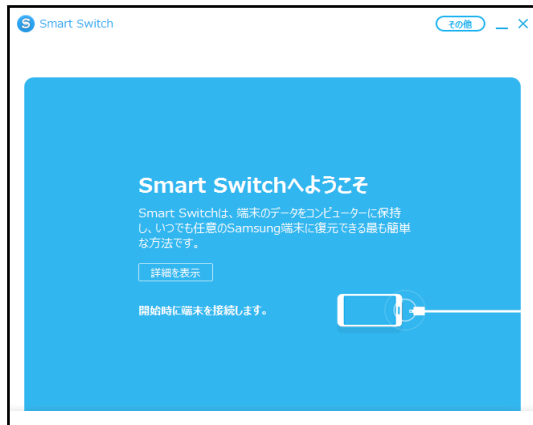 Smart Switch
その他
Smart Switchへようこそ
Smart Switchは、端末のデータをコンピューターに保持
し、いつでも任意のSamsung端末に復元できる最も簡単
な方法です。
詳細を表示
開始時に端末を接続します。